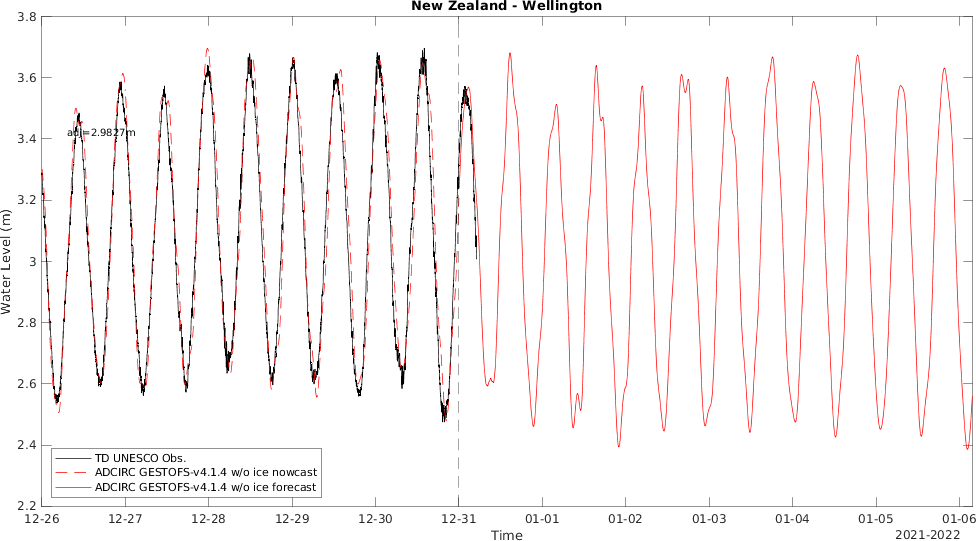 New Zealand - Wellington
3.8
3.6
3.4
3.2
3
2.8
2.6
2.4
2.2
Water Level (m)
adj=2.9827m
TD UNESCO Obs.
ADCIRC GESTOFS-v4.1.4 w/o ice nowcast
ADCIRC GESTOFS-v4.1.4 w/o ice forecast
12-26 12-27 12-28 12-29 12-30 12-31 01-01 01-02 01-03 01-04 01-05 01-06
Time
2021-2022